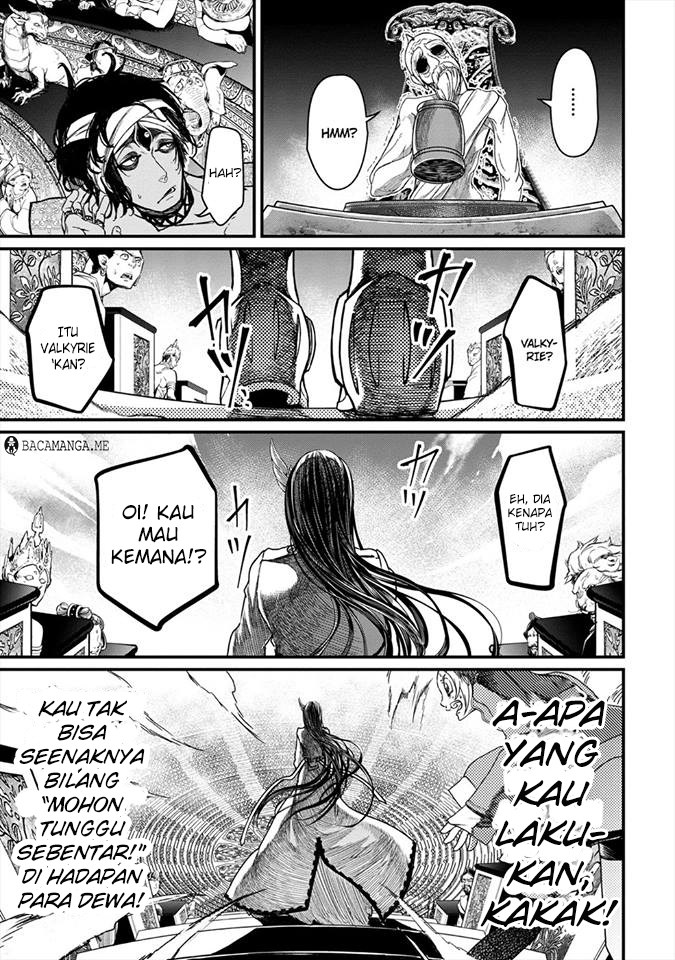 .......
HMM?
HAH?
VALKY-
RIE?
ITU
VALKYRIE
'KAN?
BACAMANGA.ME
EH, DIA
KENAPA
TUH?
OI! KAU
MAU
KEMANA!?
A-APA
YANG
KAU
LAKU-
KAN,
KAKAK!
KAU TAK
BISA
SEENAKNYA
BILANG
"MOHON
TUNGGU
SEBENTAR!"
DI HADAPAN
PARA DEWA!